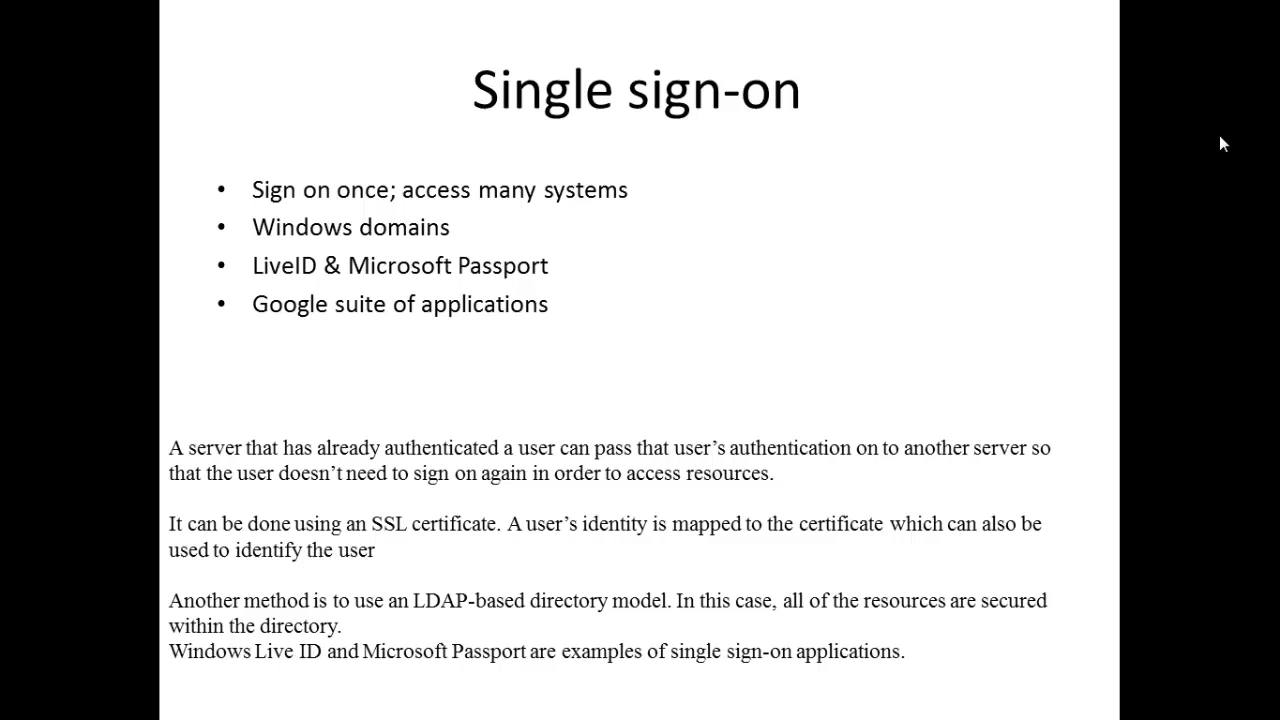 Single sign-on
• Sign on once; access many systems
• Windows domains
• LiveID & Microsoft Passport
• Google suite of applications
A server that has already authenticated a user can pass that user’s authentication on to another server so
that the user doesn’t need to sign on again in order to access resources.
It can be done using an SSL certificate. A user’s identity is mapped to the certificate which can also be
used to identify the user
Another method is to use an LDAP-based directory model. In this case, all of the resources are secured
within the directory.
Windows Live ID and Microsoft Passport are examples of single sign-on applications.